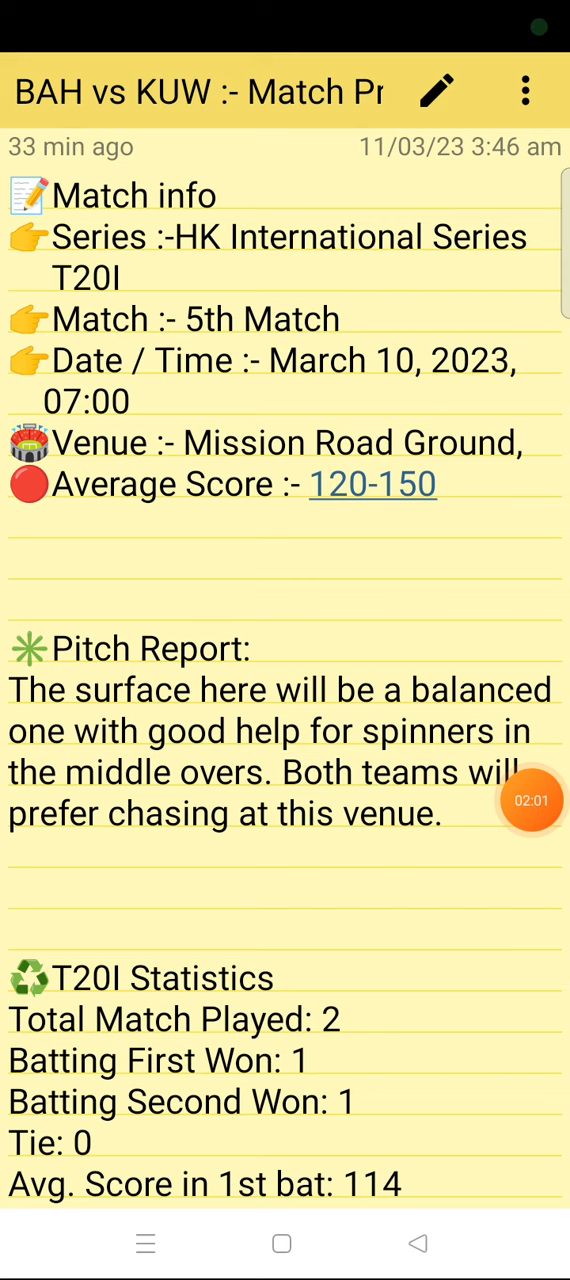 BAH vs KUW :- Match Pr
33 min ago 11/03/23 3:46 am
📝Match info
👉Series :-HK International Series
T20I
👉Match :- 5th Match
👉Date / Time :- March 10, 2023,
07:00
🏟️Venue :- Mission Road Ground,
🔴Average Score :- 120-150
✳️Pitch Report:
The surface here will be a balanced
one with good help for spinners in
the middle overs. Both teams will
prefer chasing at this venue.
02:01
♻️T20I Statistics
Total Match Played: 2
Batting First Won: 1
Batting Second Won: 1
Tie: 0
Avg. Score in 1st bat: 114